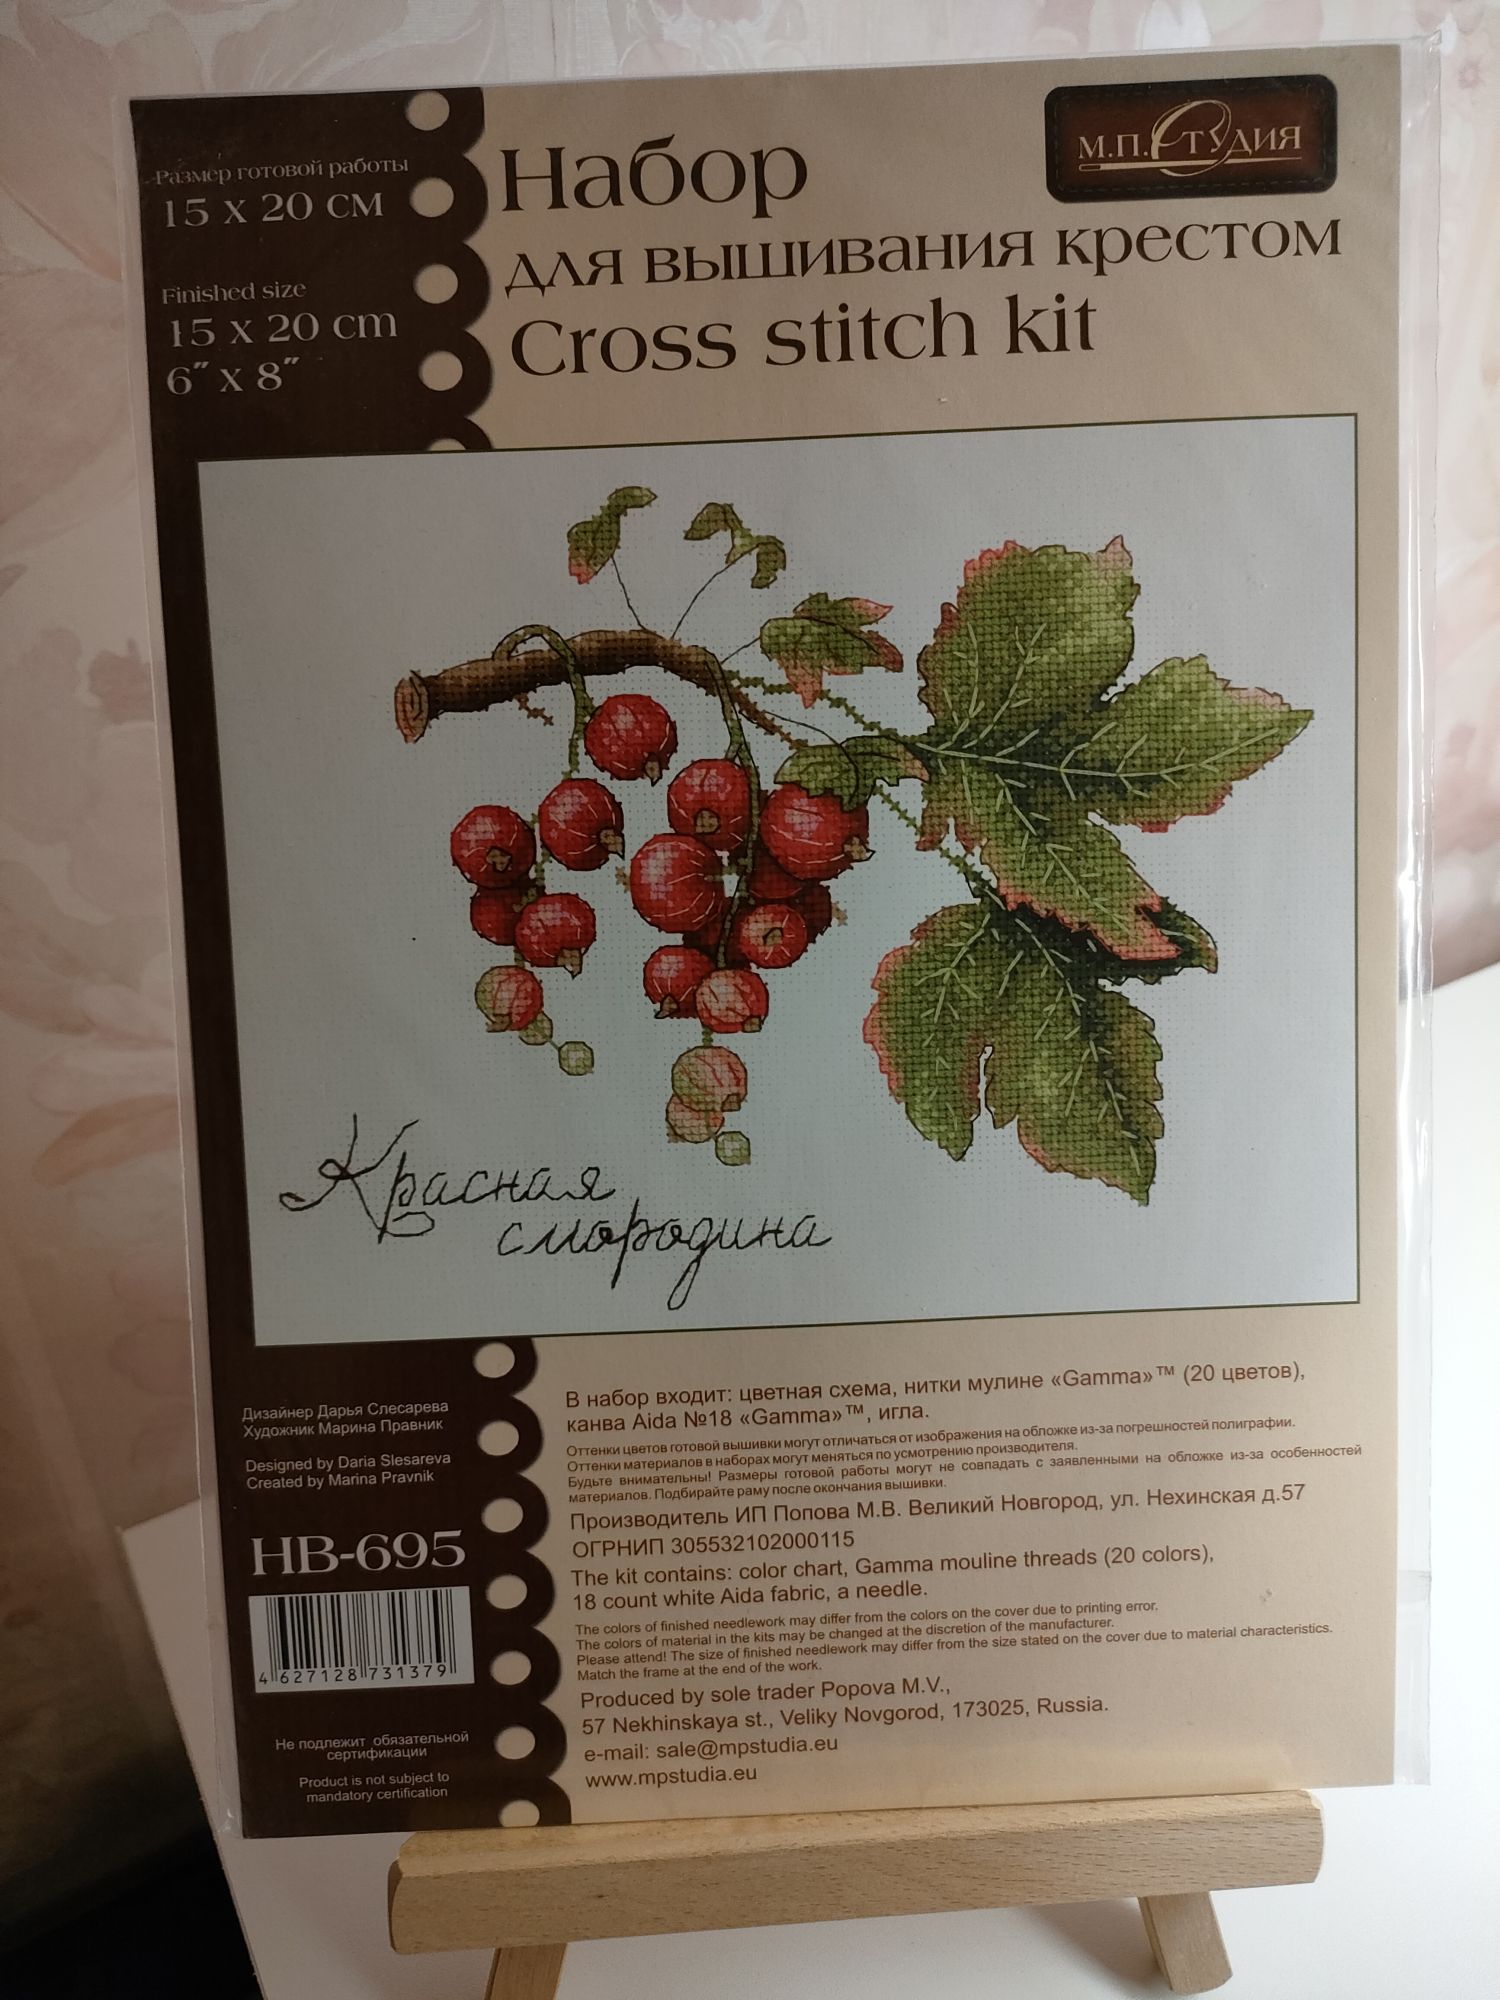 Размер готовой работы
15 x 20 см
Finished size
15 x 20 cm
6" x 8"
М.П.Студия
Набор
для вышивания крестом
Cross stitch kit
Красная
смородина
Дизайнер Дарья Слесарева
Художник Марина Правник
Designed by Daria Slesareva
Created by Marina Pravnik
НВ-695
4 627128 731379
Не подлежит обязательной
сертификации
Product is not subject to
mandatory certification
В набор входит: цветная схема, нитки мулине «Gamma»™ (20 цветов),
канва Aida №18 «Gamma»™, игла.
Оттенки цветов готовой вышивки могут отличаться от изображения на обложке из-за погрешностей полиграфии.
Оттенки материалов в наборах могут меняться по усмотрению производителя.
Будьте внимательны! Размеры готовой работы могут не совпадать с заявленными на обложке из-за особенностей
материалов. Подбирайте раму после окончания вышивки.
Производитель ИП Попова М.В. Великий Новгород, ул. Нехинская д.57
ОГРНИП 305532102000115
The kit contains: color chart, Gamma mouline threads (20 colors),
18 count white Aida fabric, a needle.
The colors of finished needlework may differ from the colors on the cover due to printing error.
The colors of material in the kits may be changed at the discretion of the manufacturer.
Please attend! The size of finished needlework may differ from the size stated on the cover due to material characteristics.
Match the frame at the end of the work.
Produced by sole trader Popova M.V.,
57 Nekhinskaya st., Veliky Novgorod, 173025, Russia.
e-mail: sale@mpstudia.eu
www.mpstudia.eu